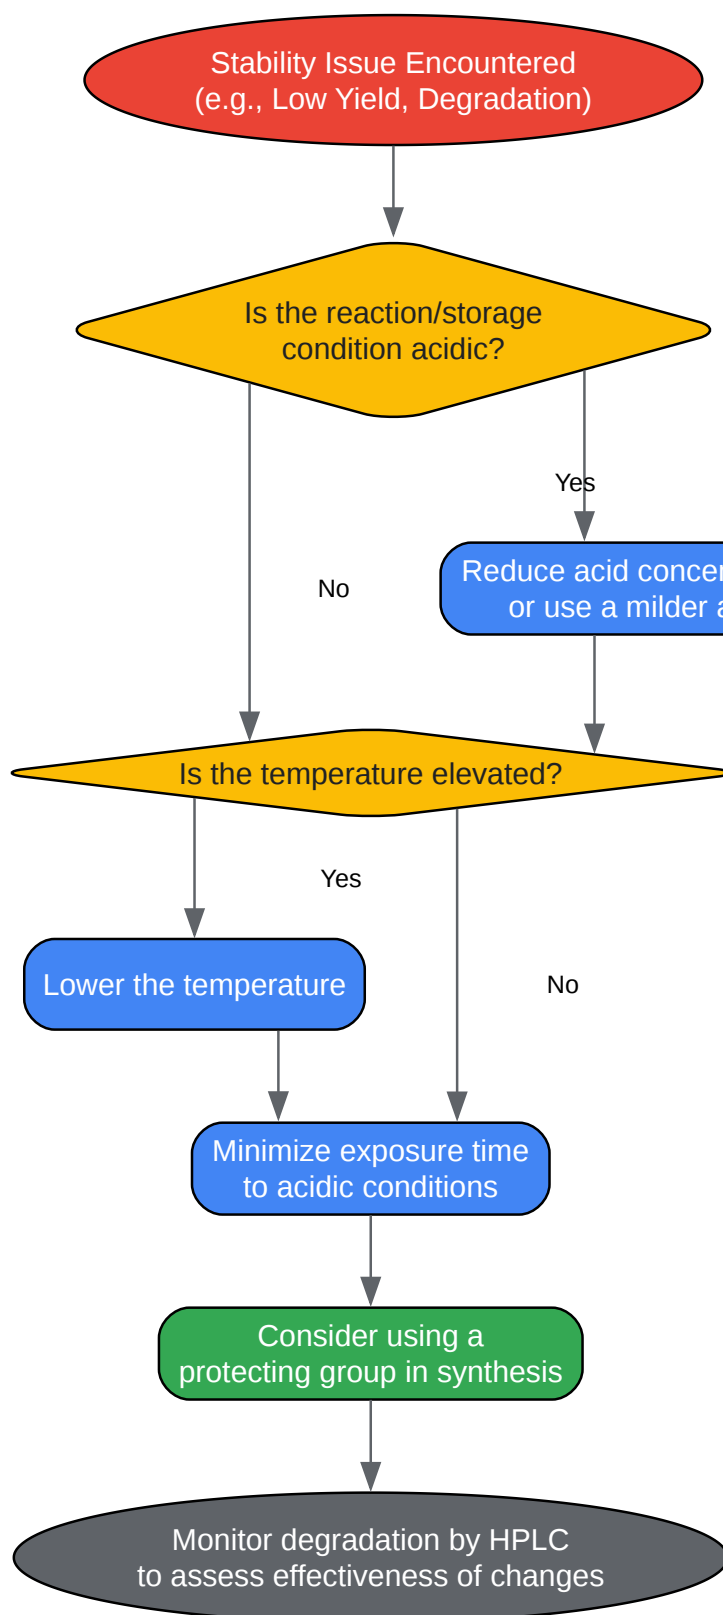 Stability Issue Encountered
(e.g., Low Yield, Degradation)
Is the reaction/storage
condition acidic?
Yes
Reduce acid concer
or use a milder a
No
Is the temperature elevated?
Yes
Lower the temperature
No
Minimize exposure time
to acidic conditions
Consider using a
protecting group in synthesis
Monitor degradation by HPLC
to assess effectiveness of changes